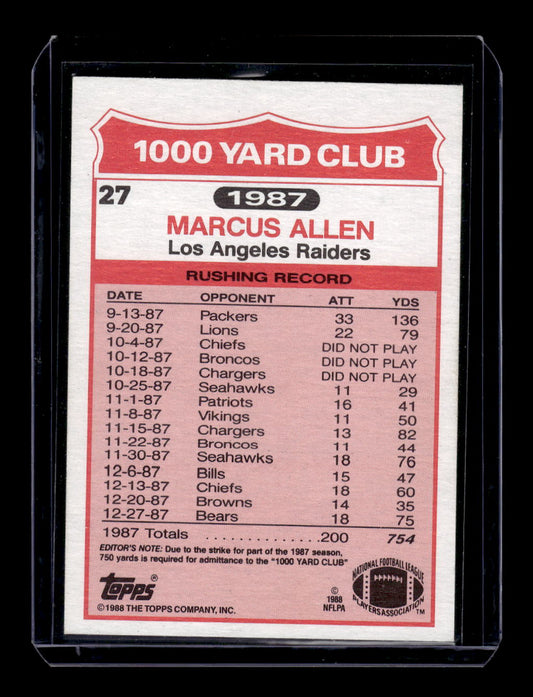 1000 YARD CLUB
27
1987
MARCUS ALLEN
Los Angeles Raiders
RUSHING RECORD
DATE OPPONENT ATT YDS
9-13-87 Packers 33 136
9-20-87 Lions 22 79
10-4-87 Chiefs DID NOT PLAY
10-12-87 Broncos DID NOT PLAY
10-18-87 Chargers DID NOT PLAY
10-25-87 Seahawks 11 29
11-1-87 Patriots 16 41
11-8-87 Vikings 11 50
11-15-87 Chargers 13 82
11-22-87 Broncos 11 44
11-30-87 Seahawks 18 76
12-6-87 Bills 15 47
12-13-87 Chiefs 18 60
12-20-87 Browns 14 35
12-27-87 Bears 18 75
1987 Totals . . . . . . . . . . . . .200 754
EDITOR'S NOTE: Due to the strike for part of the 1987 season,
750 yards is required for admittance to the "1000 YARD CLUB"
Topps®
©1988 THE TOPPS COMPANY, INC.
©
1988
NFLPA
NATIONAL FOOTBALL LEAGUE
PLAYERS ASSOCIATION TM